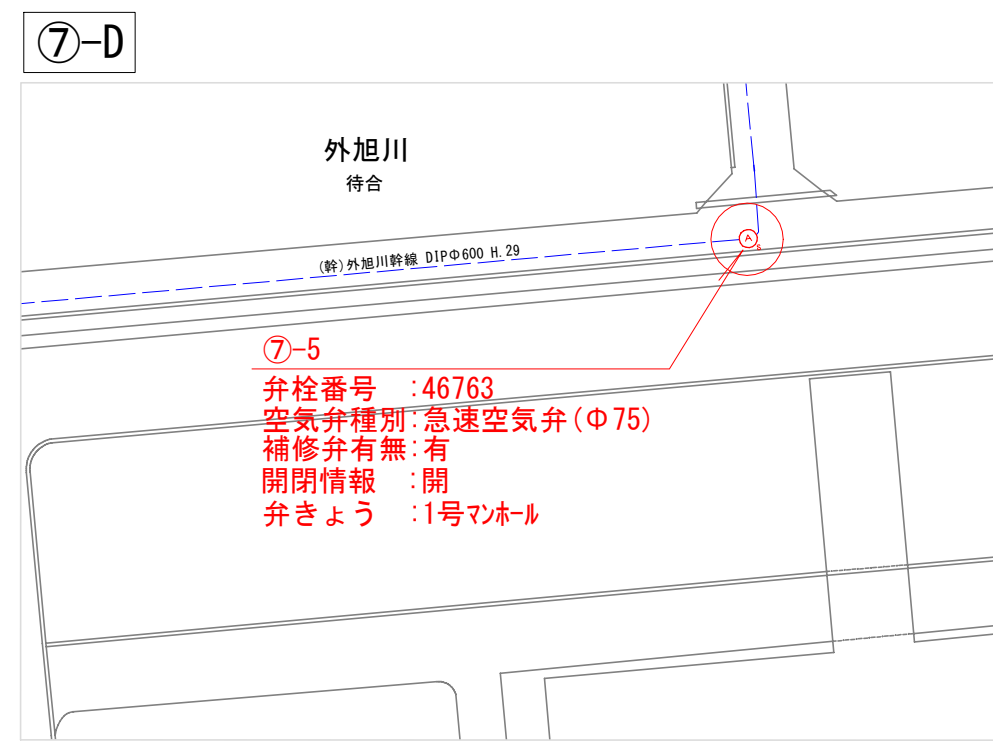 ⑦-D
外旭川
待合
(幹)外旭川幹線 DIPΦ600 H.29
A
S
⑦-5
弁栓番号 :46763
空気弁種別:急速空気弁(Φ75)
補修弁有無:有
開閉情報 :開
弁きょう :1号マンホール